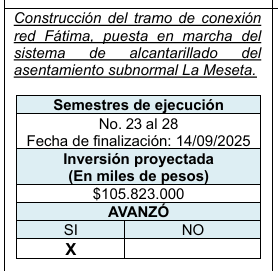 Construcción del tramo de conexión
red Fátima, puesta en marcha del
sistema de alcantarillado del
asentamiento subnormal La Meseta.
Semestres de ejecución
No. 23 al 28
Fecha de finalización: 14/09/2025
Inversión proyectada
(En miles de pesos)
$105.823.000
AVANZÓ
SI NO
X